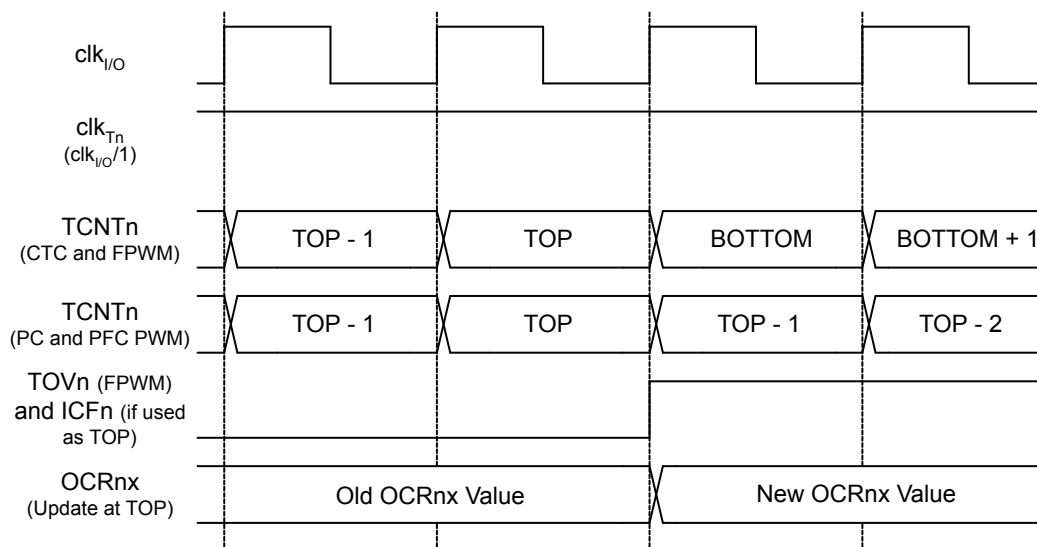 clkI/O
clkTn
(clkI/O/1)
TCNTn
(CTC and FPWM)
TOP - 1 TOP BOTTOM BOTTOM + 1
TCNTn
(PC and PFC PWM)
TOP - 1 TOP TOP - 1 TOP - 2
TOVn (FPWM)
and ICFn (if used
as TOP)
OCRnx
(Update at TOP)
Old OCRnx Value New OCRnx Value